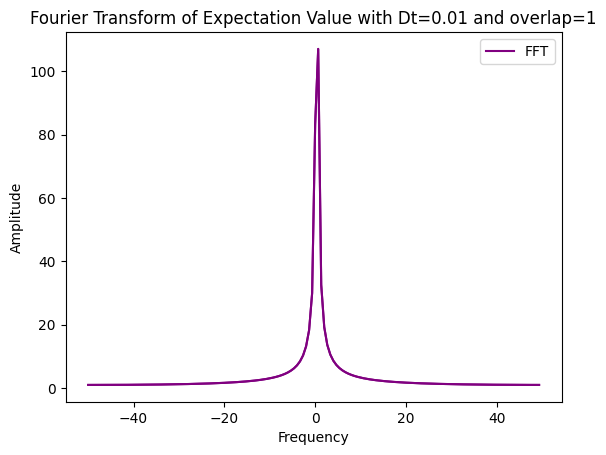 Fourier Transform of Expectation Value with Dt=0.01 and overlap=1
FFT
100
80
60
40
20
0
Amplitude
−40
−20
0
20
40
Frequency